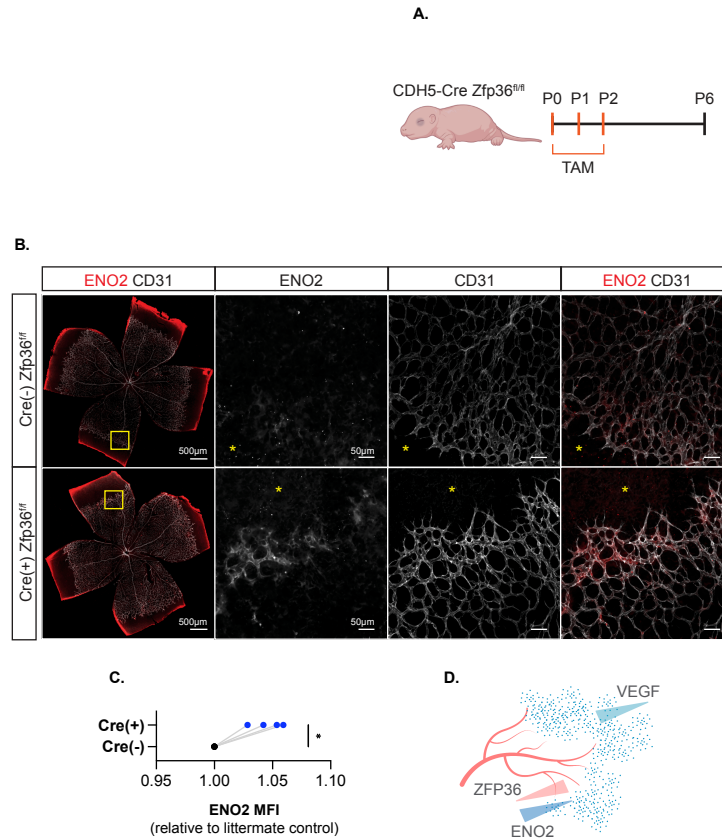 A.
CDH5-Cre Zfp36fl/fl
P0 P1 P2 P6
TAM
B.
ENO2 CD31 ENO2 CD31 ENO2 CD31
Cre(-) Zfp36f/f
* 500µm * 50µm * *
Cre(+) Zfp36f/f
* * *
500µm 50µm
C.
Cre(+)
Cre(-)
*
0.95 1.00 1.05 1.10
ENO2 MFI
(relative to littermate control)
D.
VEGF
ZFP36
ENO2